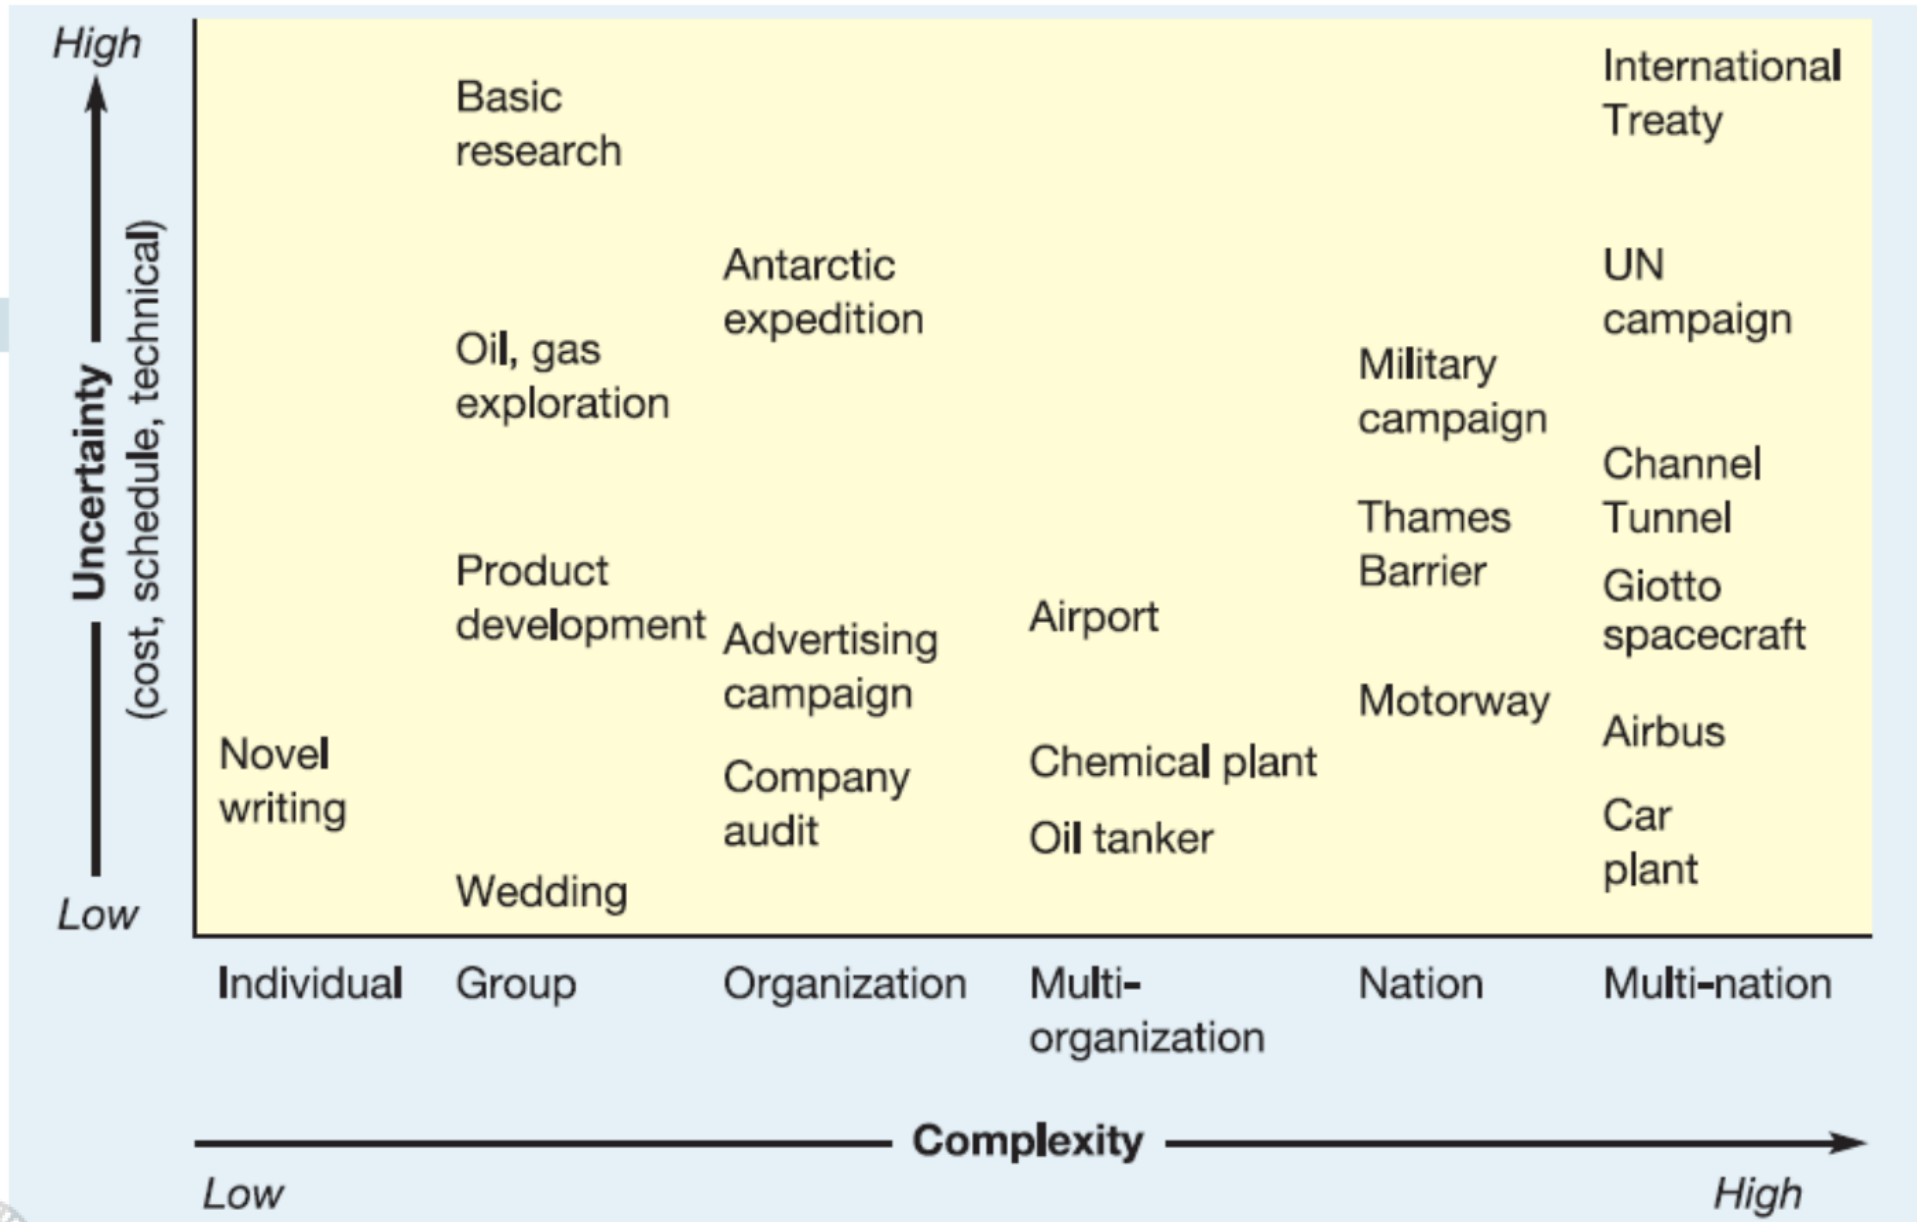 High
Uncertainty
(cost, schedule, technical)
Low
Basic
research
International
Treaty
Antarctic
expedition
UN
campaign
Oil, gas
exploration
Military
campaign
Channel
Tunnel
Thames
Barrier
Product
development
Giotto
spacecraft
Airport
Advertising
campaign
Motorway
Airbus
Novel
writing
Company
audit
Chemical plant
Oil tanker
Car
plant
Wedding
Individual
Group
Organization
Multi-
organization
Nation
Multi-nation
Complexity
Low
High